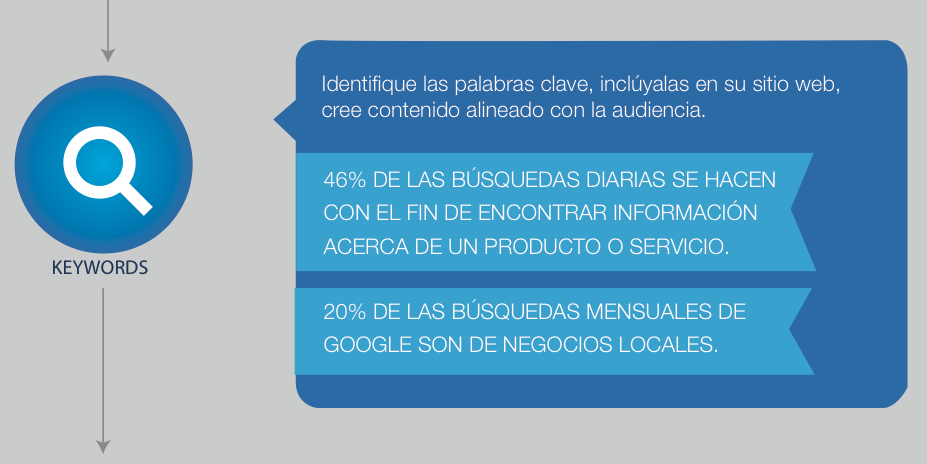 Identifique las palabras clave, inclúyalas en su sitio web,
cree contenido alineado con la audiencia.
46% DE LAS BÚSQUEDAS DIARIAS SE HACEN
CON EL FIN DE ENCONTRAR INFORMACIÓN
ACERCA DE UN PRODUCTO O SERVICIO.
KEYWORDS
20% DE LAS BÚSQUEDAS MENSUALES DE
GOOGLE SON DE NEGOCIOS LOCALES.